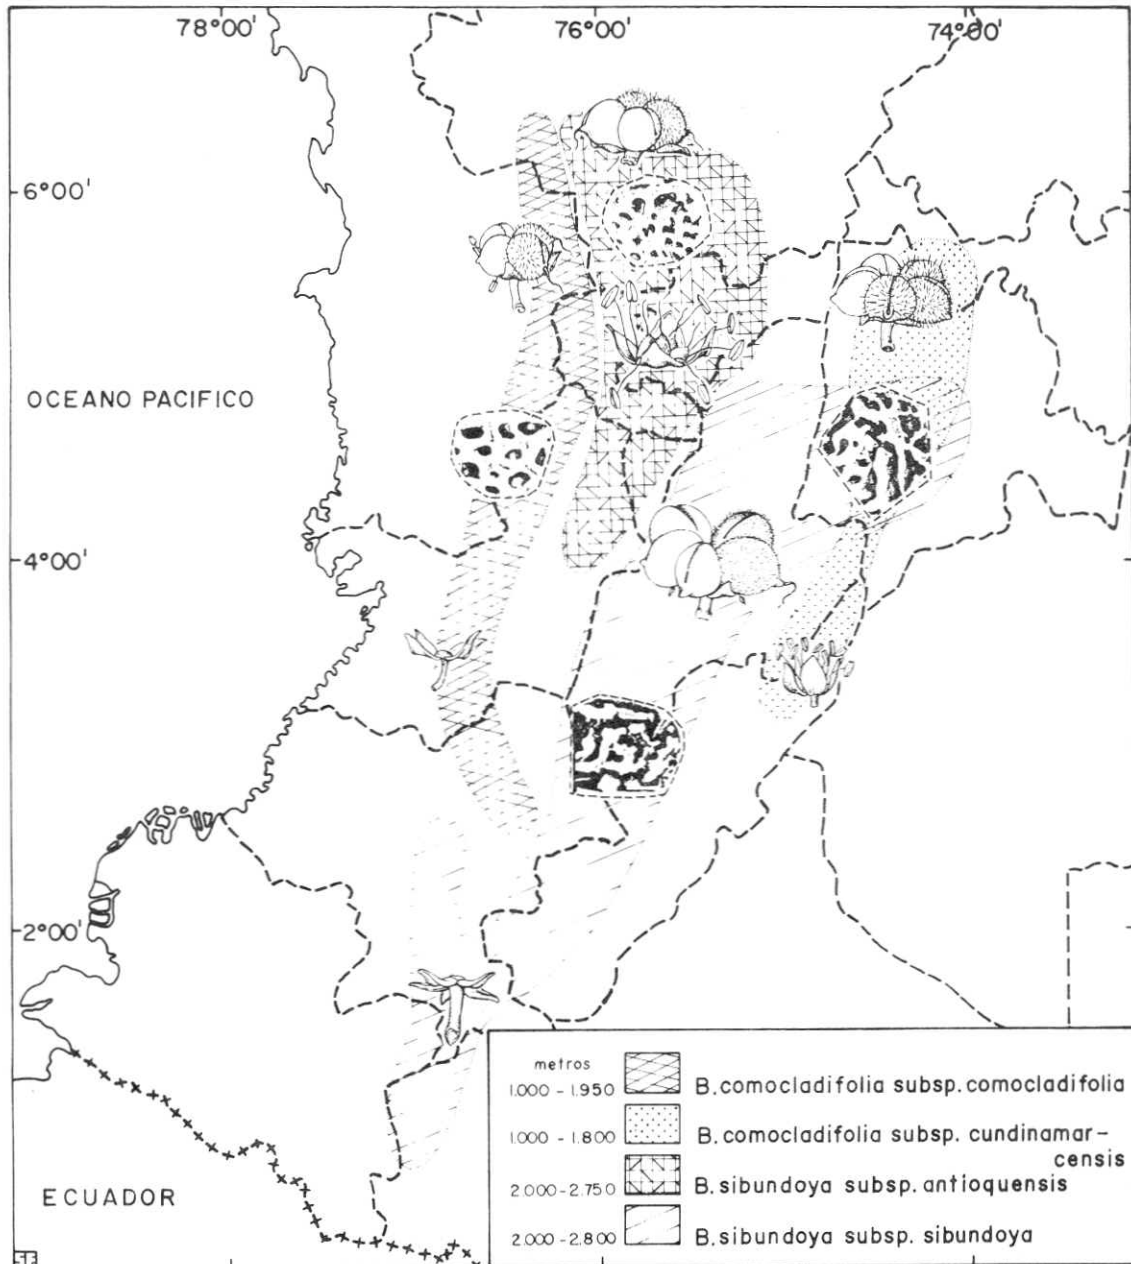 78°00' 76°00' 74°00'
6°00'
OCEANO PACIFICO
4°00'
2°00'
ECUADOR
metros
1.000 - 1.950 B. comocladifolia subsp. comocladifolia
1.000 - 1.800 B. comocladifolia subsp. cundinamar-
censis
2.000 - 2.750 B. sibundoya subsp. antioquensis
2.000 - 2.800 B. sibundoya subsp. sibundoya